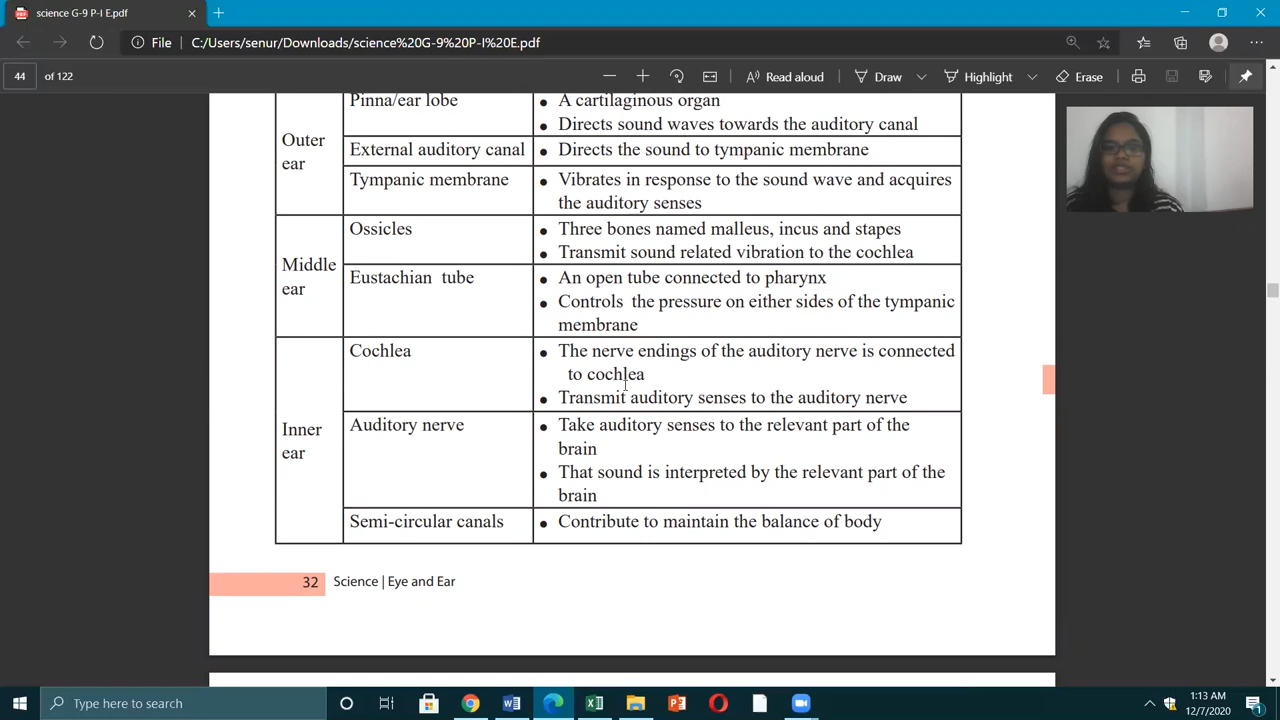 science G-9 P-I E.pdf
File C:/Users/senur/Downloads/science%20G-9%20P-I%20E.pdf
44 of 122 Read aloud Draw Highlight Erase
Pinna/ear lobe ● A cartilaginous organ
● Directs sound waves towards the auditory canal
Outer
ear
External auditory canal ● Directs the sound to tympanic membrane
Tympanic membrane ● Vibrates in response to the sound wave and acquires
the auditory senses
Middle
ear
Ossicles ● Three bones named malleus, incus and stapes
● Transmit sound related vibration to the cochlea
Eustachian tube ● An open tube connected to pharynx
● Controls the pressure on either sides of the tympanic
membrane
Inner
ear
Cochlea ● The nerve endings of the auditory nerve is connected
to cochlea
● Transmit auditory senses to the auditory nerve
Auditory nerve ● Take auditory senses to the relevant part of the
brain
● That sound is interpreted by the relevant part of the
brain
Semi-circular canals ● Contribute to maintain the balance of body
32 Science | Eye and Ear
Type here to search
1:13 AM
12/7/2020
1